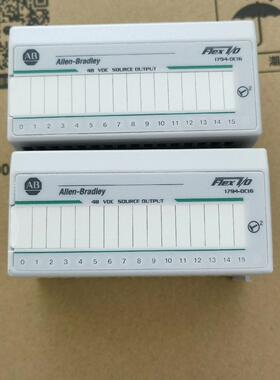 AB
Allen-Bradley
Flex I/O
48 VDC SOURCE OUTPUT
1794-OC16
0 1 2 3 4 5 6 7 8 9 10 11 12 13 14 15
2
AB
Allen-Bradley
Flex I/O
48 VDC SOURCE OUTPUT
1794-OC16
0 1 2 3 4 5 6 7 8 9 10 11 12 13 14 15
2